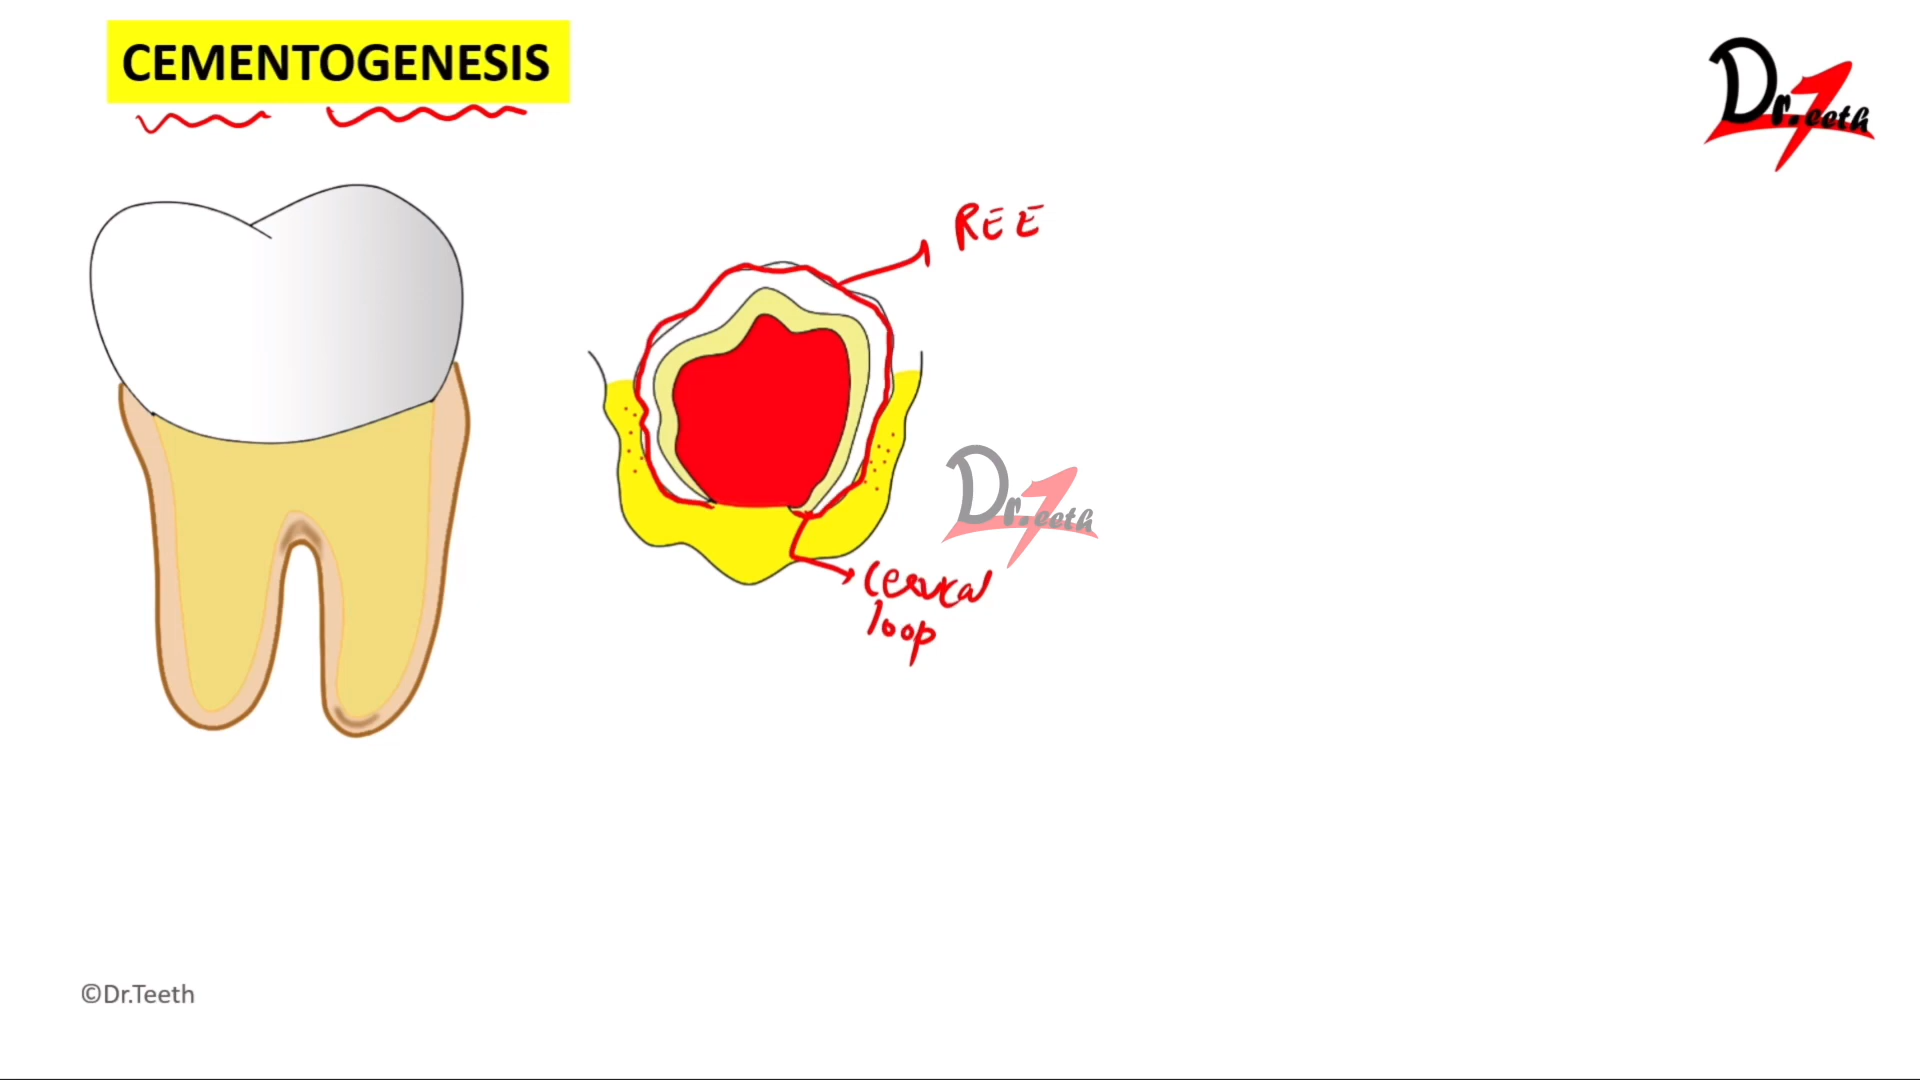 CEMENTOGENESIS
Dr.Teeth
REE
Dr.Teeth
Cervical
loop
©Dr.Teeth